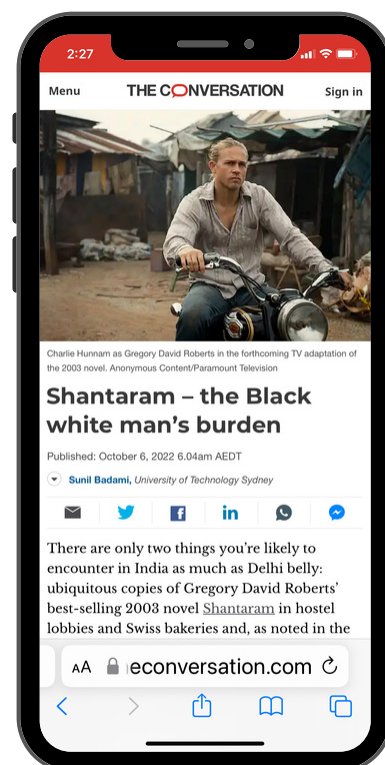 2:27
Menu THE CONVERSATION Sign in
Charlie Hunnam as Gregory David Roberts in the forthcoming TV adaptation of
the 2003 novel. Anonymous Content/Paramount Television
Shantaram – the Black
white man’s burden
Published: October 6, 2022 6.04am AEDT
Sunil Badami, University of Technology Sydney
There are only two things you’re likely to
encounter in India as much as Delhi belly:
ubiquitous copies of Gregory David Roberts’
best-selling 2003 novel Shantaram in hostel
lobbies and Swiss bakeries and, as noted in the
AA econversation.com